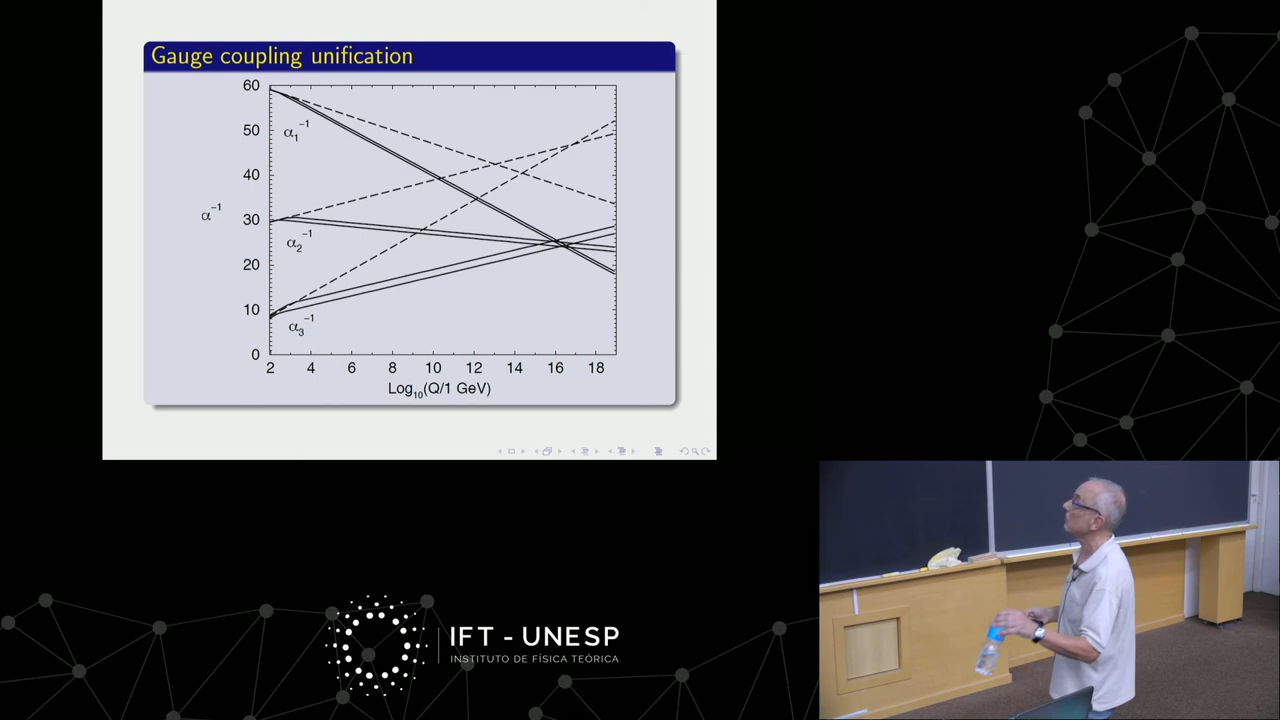 Gauge coupling unification
60
50
40
30
20
10
0
α⁻¹
α₁⁻¹
α₂⁻¹
α₃⁻¹
2 4 6 8 10 12 14 16 18
Log₁₀(Q/1 GeV)
IFT - UNESP
INSTITUTO DE FÍSICA TEÓRICA